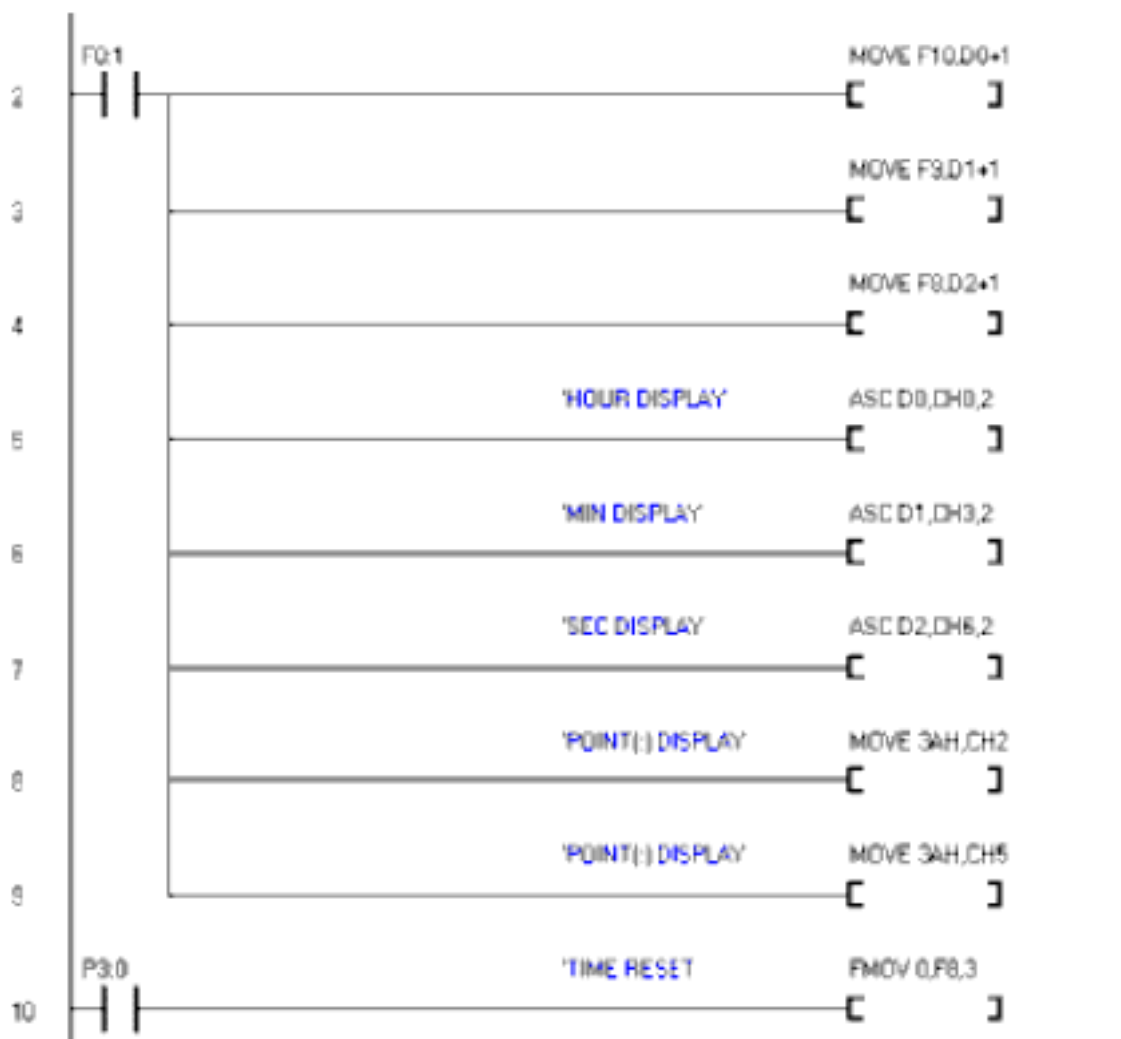 F0:1 MOVE F10,D0+1
2
MOVE F9,D1+1
3
MOVE F8,D2+1
4
'HOUR DISPLAY ASC D0,CH0,2
5
'MIN DISPLAY ASC D1,CH3,2
6
'SEC DISPLAY ASC D2,CH6,2
7
'POINT(:) DISPLAY MOVE 3AH,CH2
8
'POINT(:) DISPLAY MOVE 3AH,CH5
9
P3:0 'TIME RESET FMOV 0,F8,3
10